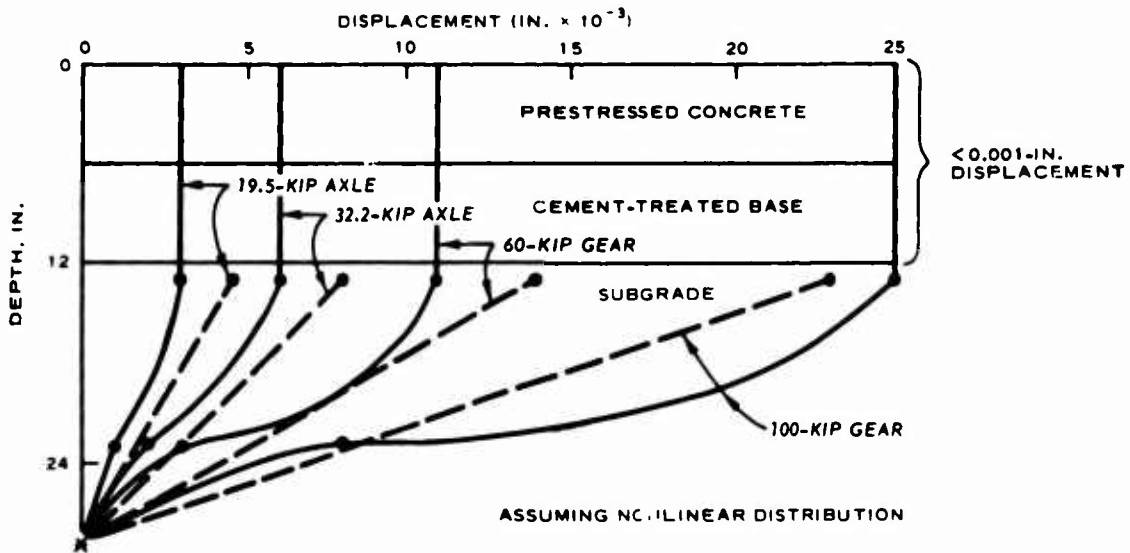 DISPLACEMENT (IN. × 10⁻³)
0 5 10 15 20 25
0
PRESTRESSED CONCRETE
<0.001-IN.
DISPLACEMENT
19.5-KIP AXLE
32.2-KIP AXLE
CEMENT-TREATED BASE
60-KIP GEAR
12
SUBGRADE
DEPTH, IN.
100-KIP GEAR
24
ASSUMING DISTRIBUTION